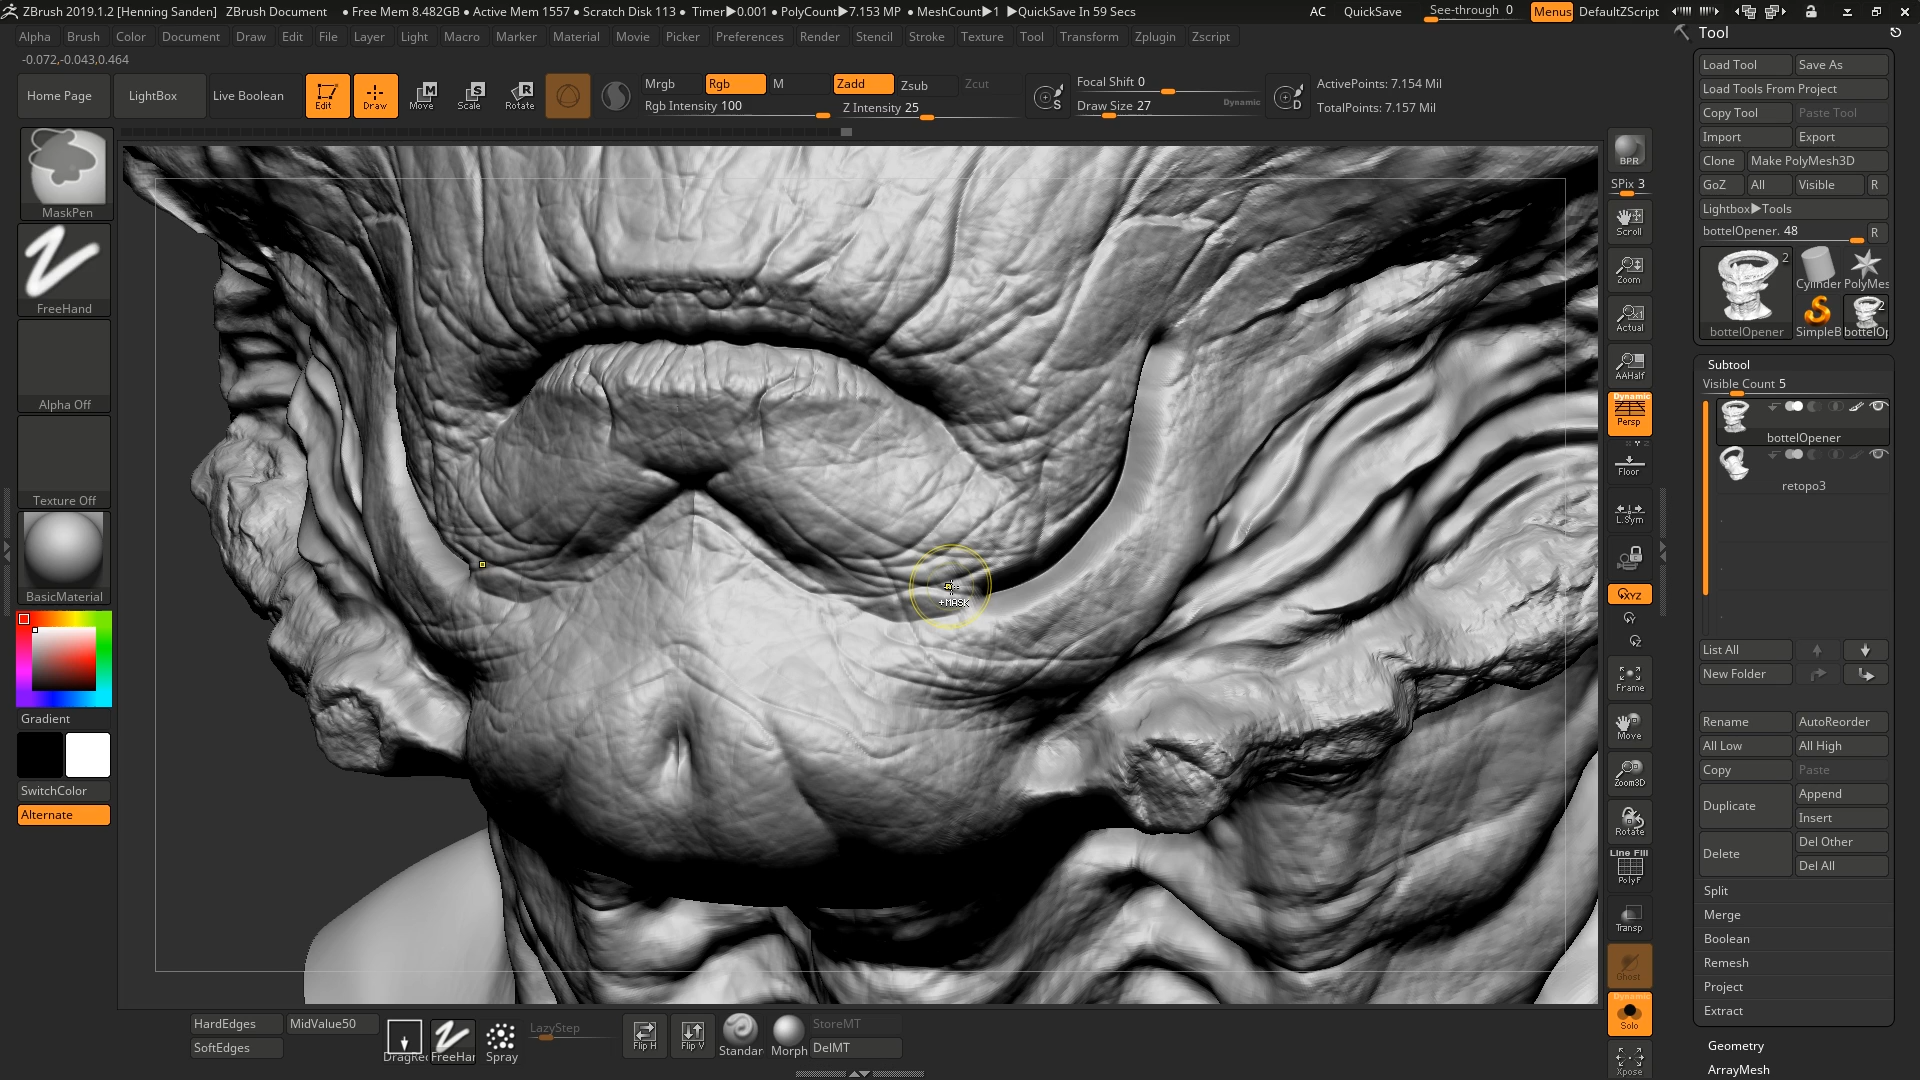 ZBrush 2019.1.2 [Henning Sanden] ZBrush Document ● Free Mem 8.482GB ● Active Mem 1557 ● Scratch Disk 113 ● Timer▶0.001 ● PolyCount▶7.153 MP ● MeshCount▶1 ▶QuickSave In 59 Secs AC QuickSave See-through 0 Menus DefaultZScript
Alpha Brush Color Document Draw Edit File Layer Light Macro Marker Material Movie Picker Preferences Render Stencil Stroke Texture Tool Transform Zplugin Zscript
-0.072,-0.043,0.464
Home Page LightBox Live Boolean Edit Draw Move Scale Rotate
Mrgb Rgb M Zadd Zsub Zcut
Rgb Intensity 100 Z Intensity 25
S
Focal Shift 0
Draw Size 27 Dynamic
D
ActivePoints: 7.154 Mil
TotalPoints: 7.157 Mil
MaskPen
FreeHand
Alpha Off
Texture Off
BasicMaterial
Gradient
SwitchColor
Alternate
+MASK
HardEdges MidValue50
SoftEdges
DragRec FreeHar Spray
LazyStep
Flip H Flip V
Standar Morph
StoreMT
DelMT
BPR
SPix 3
Scroll
Zoom
Actual
AAHalf
Dynamic
Persp
Floor
L.Sym
XYZ
Y
Z
Frame
Move
Zoom3D
Rotate
Line Fill
PolyF
Transp
Ghost
Dynamic
Solo
Xpose
Tool
Load Tool Save As
Load Tools From Project
Copy Tool Paste Tool
Import Export
Clone Make PolyMesh3D
GoZ All Visible R
Lightbox▶Tools
bottelOpener. 48 R
2
Cylinder PolyMes
2
bottelOpener SimpleB bottelOp
Subtool
Visible Count 5
bottelOpener
retopo3
List All
New Folder
Rename AutoReorder
All Low All High
Copy Paste
Duplicate Append
Insert
Delete Del Other
Del All
Split
Merge
Boolean
Remesh
Project
Extract
Geometry
ArrayMesh